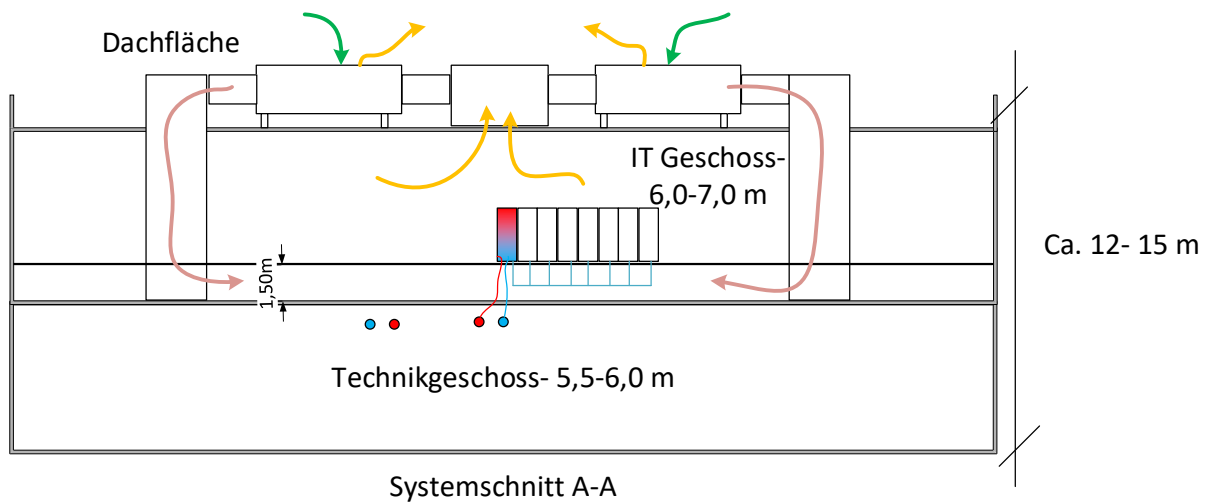 Dachfläche
IT Geschoss-
6,0-7,0 m
Ca. 12- 15 m
1,50m
Technikgeschoss- 5,5-6,0 m
Systemschnitt A-A